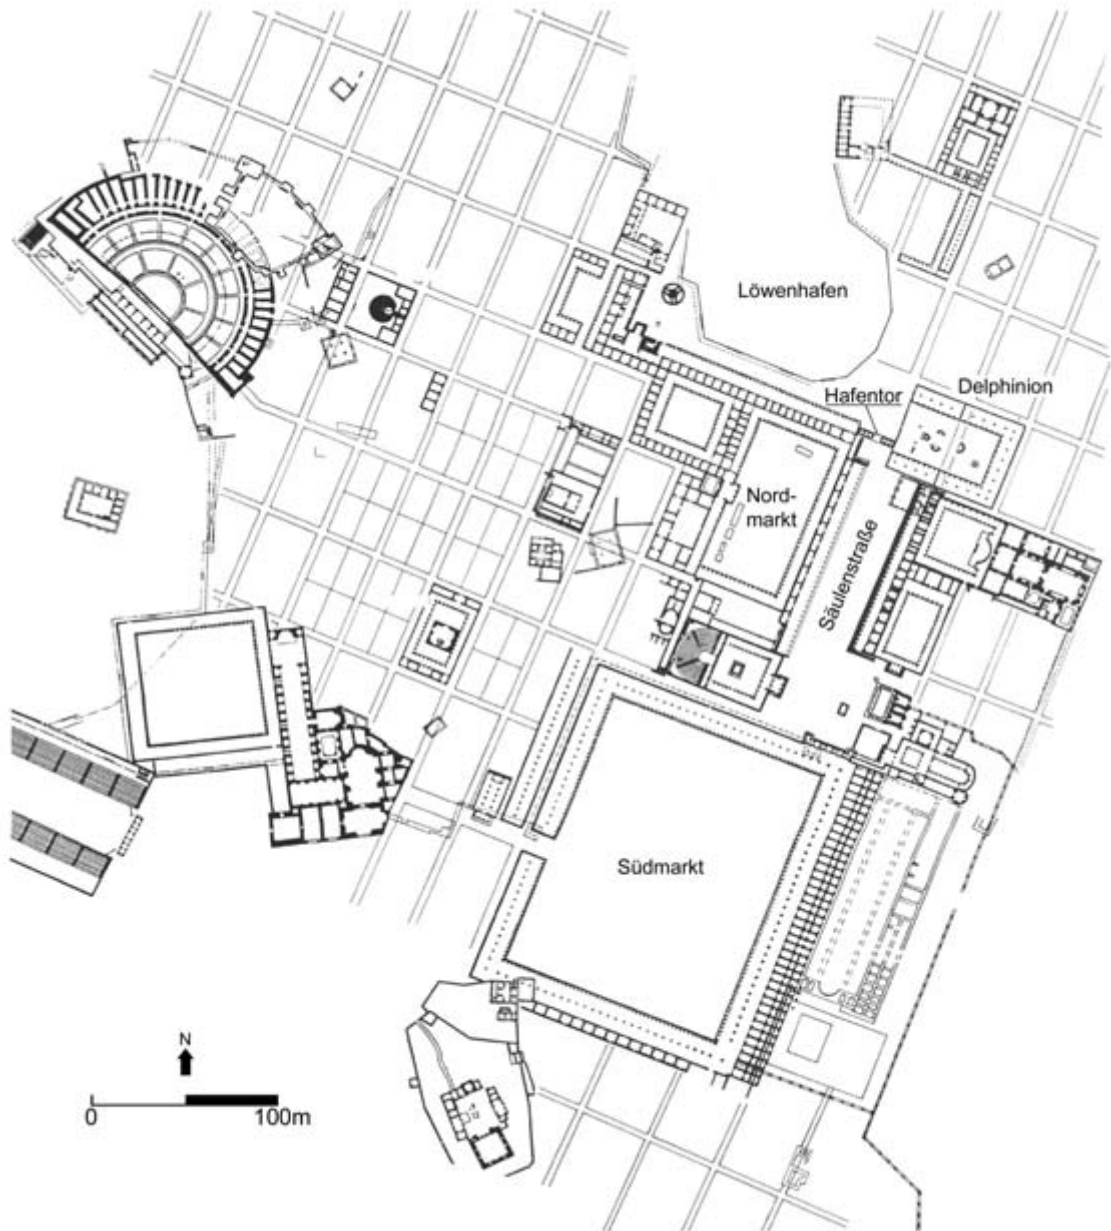 Löwenhafen
Delphinion
Hafentor
Nord-
markt
Säulenstraße
Südmarkt
N
0 100m